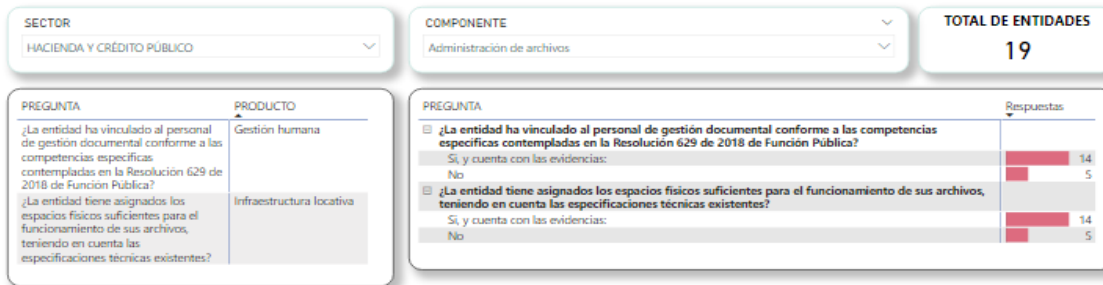 SECTOR
HACIENDA Y CRÉDITO PÚBLICO
COMPONENTE
Administración de archivos
TOTAL DE ENTIDADES
19
PREGUNTA PRODUCTO
¿La entidad ha vinculado al personal Gestión humana
de gestión documental conforme a las
competencias específicas
contempladas en la Resolución 629 de
2018 de Función Pública?
¿La entidad tiene asignados los Infraestructura locativa
espacios físicos suficientes para el
funcionamiento de sus archivos,
teniendo en cuenta las
especificaciones técnicas existentes?
PREGUNTA Respuestas
¿La entidad ha vinculado al personal de gestión documental conforme a las competencias
específicas contempladas en la Resolución 629 de 2018 de Función Pública?
Si, y cuenta con las evidencias: 14
No 5
¿La entidad tiene asignados los espacios físicos suficientes para el funcionamiento de sus archivos,
teniendo en cuenta las especificaciones técnicas existentes?
Si, y cuenta con las evidencias: 14
No 5